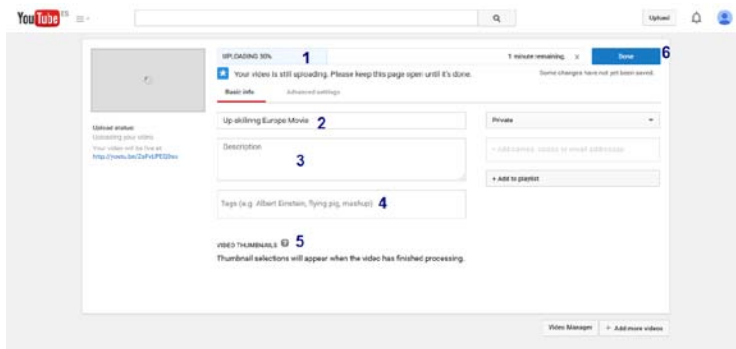 YouTube ES
Upload
UPLOADING 30% 1
1 minute remaining. x
Done 6
Your video is still uploading. Please keep this page open until it's done.
Some changes have not yet been saved.
Basic info
Advanced settings
Upload status:
Uploading your video.
Your video will be live at:
Up-skilling Europe Movie 2
Private
Description
3
+ Add to playlist
Tags (e.g. Albert Einstein, flying pig, mashup) 4
VIDEO THUMBNAILS ? 5
Thumbnail selections will appear when the video has finished processing.
Video Manager
+ Add more videos